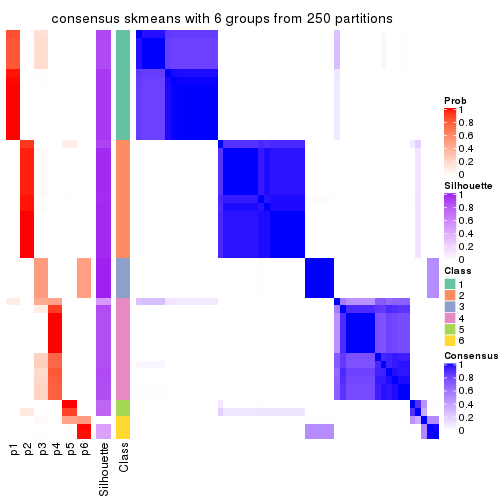 consensus skmeans with 6 groups from 250 partitions
Prob
1
0.8
0.6
0.4
0.2
0
Silhouette
1
0.8
0.6
0.4
0.2
0
Class
1
2
3
4
5
6
Consensus
1
0.8
0.6
0.4
0.2
0
p1
p2
p3
p4
p5
p6
Silhouette
Class